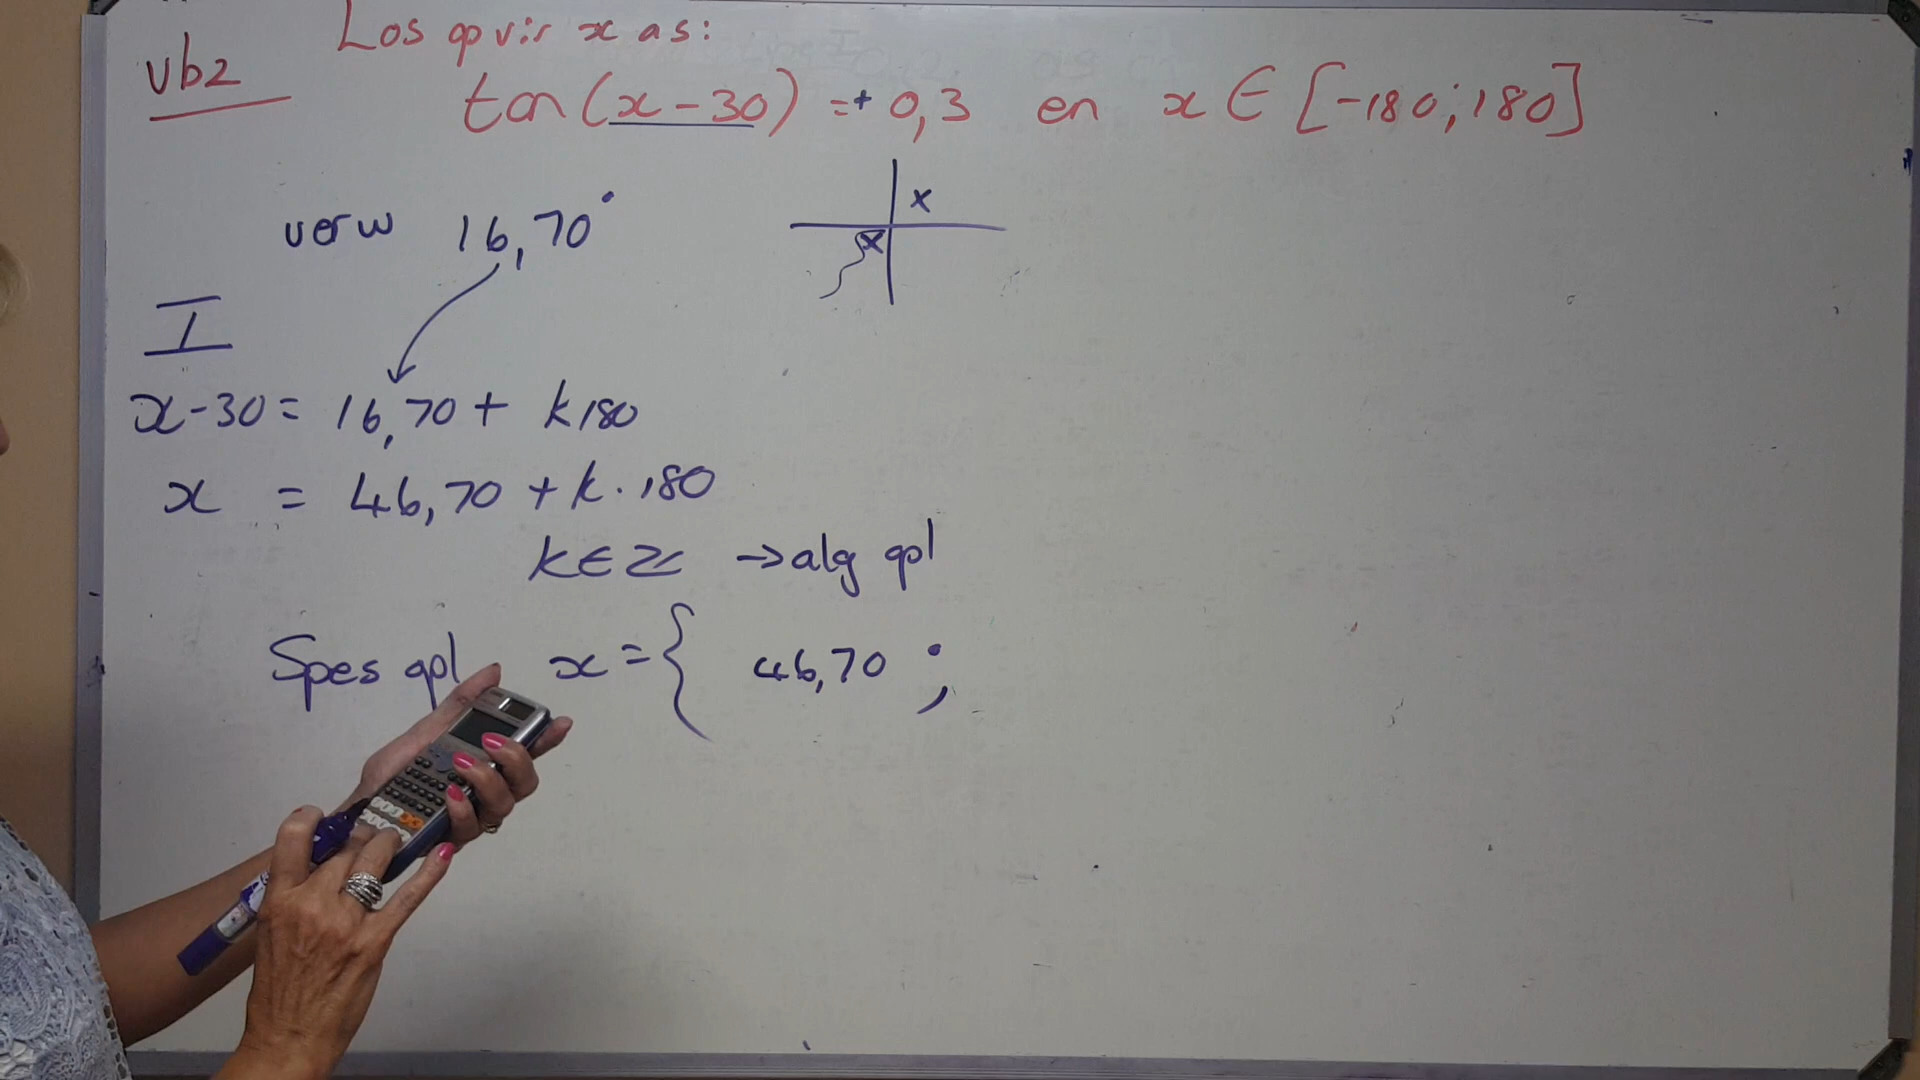 Los op vir x as:
vb2
tan(x-30) =+ 0,3 en x ∈ [-180;180]
verw 16,70°
x
x
I
x-30 = 16,70 + k180
x = 46,70 + k.180
k∈Z → alg opl
Spes opl x = { 46,70 ;